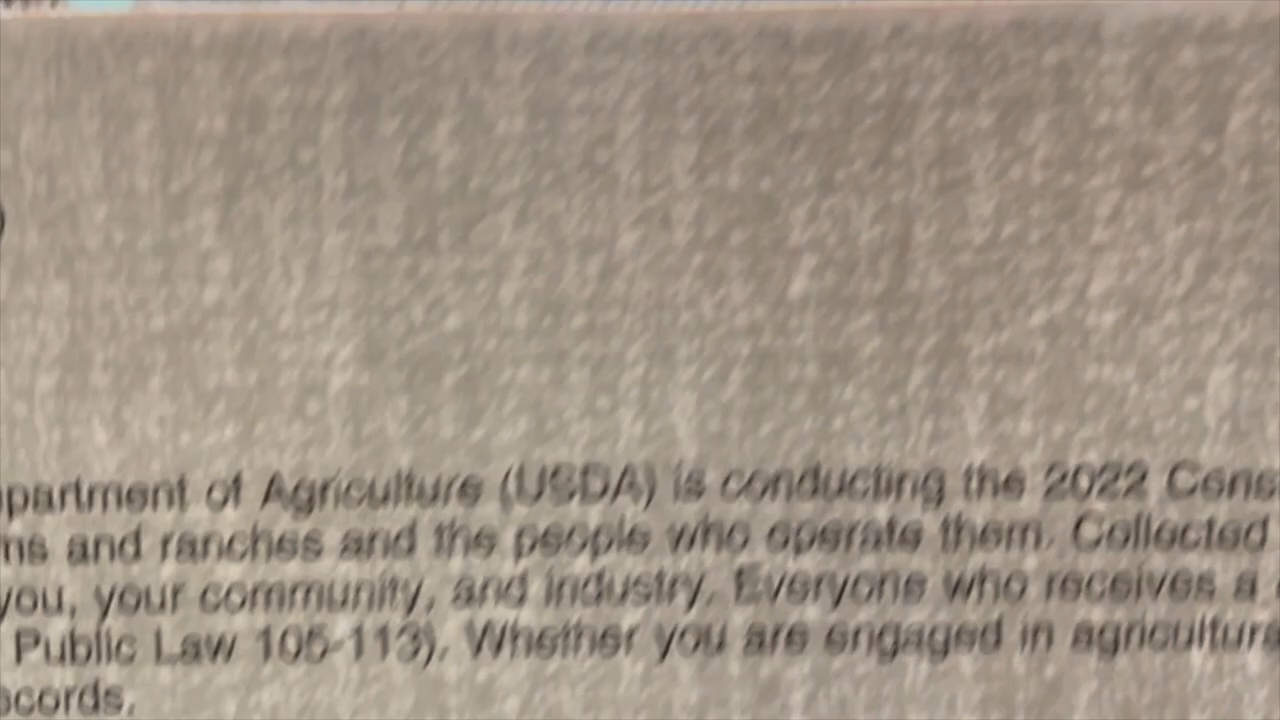 partment of Agriculture (USDA) is conducting the 2022 Cens
ms and ranches and the people who operate them. Collected
you, your community, and industry. Everyone who receives a
Public Law 105-113). Whether you are engaged in agricultur
ecords.